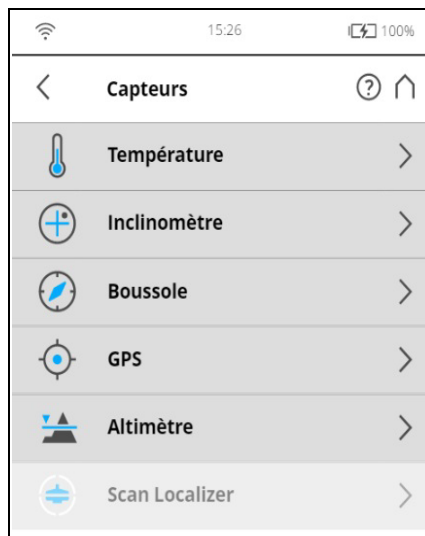 15:26 100%
Capteurs ?
Température
Inclinomètre
Boussole
GPS
Altimètre
Scan Localizer